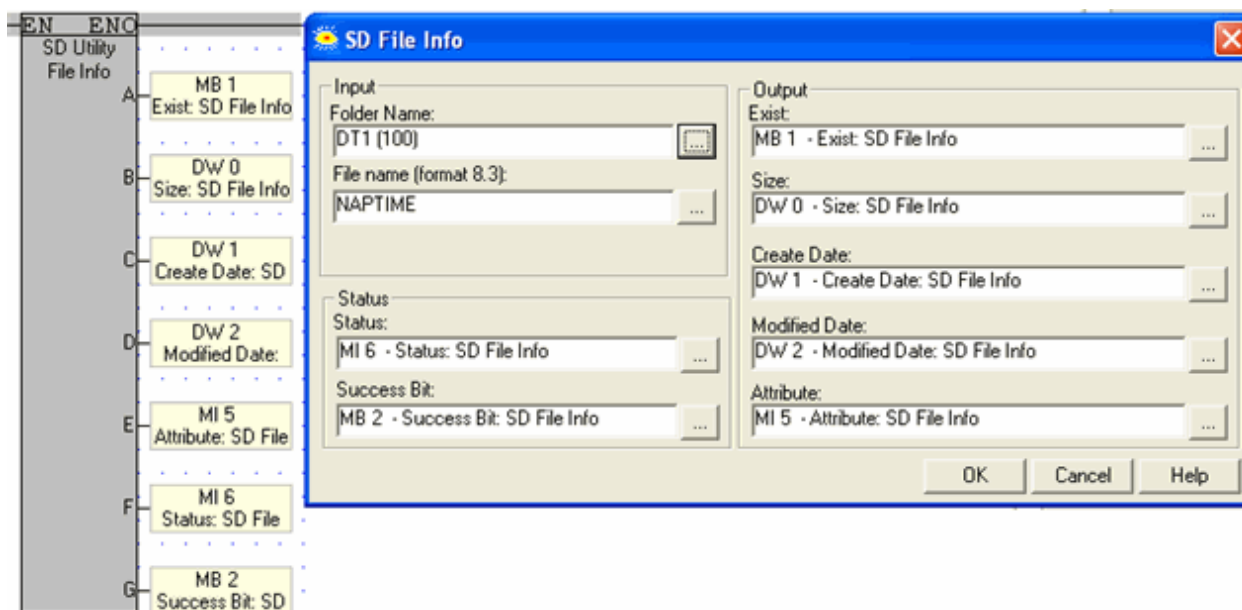 EN ENO
SD Utility
File Info
A
MB 1
Exist: SD File Info
B
DW 0
Size: SD File Info
C
DW 1
Create Date: SD
D
DW 2
Modified Date:
E
MI 5
Attribute: SD File
F
MI 6
Status: SD File
G
MB 2
Success Bit: SD
SD File Info
Input
Folder Name:
DT1 (100)
...
File name (format 8.3):
NAPTIME
...
Status
Status:
MI 6 - Status: SD File Info
...
Success Bit:
MB 2 - Success Bit: SD File Info
...
Output
Exist:
MB 1 - Exist: SD File Info
...
Size:
DW 0 - Size: SD File Info
...
Create Date:
DW 1 - Create Date: SD File Info
...
Modified Date:
DW 2 - Modified Date: SD File Info
...
Attribute:
MI 5 - Attribute: SD File Info
...
OK Cancel Help